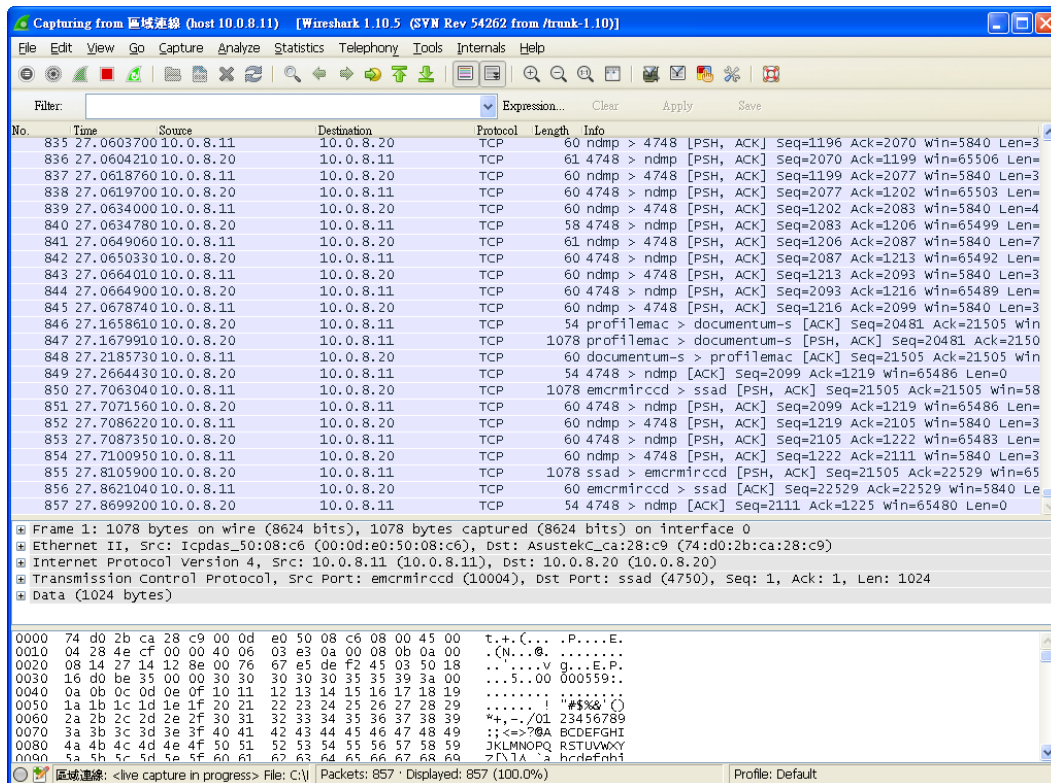 Capturing from 區域連線 (host 10.0.8.11) [Wireshark 1.10.5 (SVN Rev 54262 from /trunk-1.10)]
File Edit View Go Capture Analyze Statistics Telephony Tools Internals Help
Filter: Expression... Clear Apply Save
No. Time Source Destination Protocol Length Info
835 27.0603700 10.0.8.11 10.0.8.20 TCP 60 ndmp > 4748 [PSH, ACK] Seq=1196 Ack=2070 Win=5840 Len=3
836 27.0604210 10.0.8.20 10.0.8.11 TCP 61 4748 > ndmp [PSH, ACK] Seq=2070 Ack=1199 Win=65506 Len=
837 27.0618760 10.0.8.11 10.0.8.20 TCP 60 ndmp > 4748 [PSH, ACK] Seq=1199 Ack=2077 Win=5840 Len=3
838 27.0619700 10.0.8.20 10.0.8.11 TCP 60 4748 > ndmp [PSH, ACK] Seq=2077 Ack=1202 Win=65503 Len=
839 27.0634000 10.0.8.11 10.0.8.20 TCP 60 ndmp > 4748 [PSH, ACK] Seq=1202 Ack=2083 Win=5840 Len=4
840 27.0634780 10.0.8.20 10.0.8.11 TCP 58 4748 > ndmp [PSH, ACK] Seq=2083 Ack=1206 Win=65499 Len=
841 27.0649060 10.0.8.11 10.0.8.20 TCP 61 ndmp > 4748 [PSH, ACK] Seq=1206 Ack=2087 Win=5840 Len=7
842 27.0650330 10.0.8.20 10.0.8.11 TCP 60 4748 > ndmp [PSH, ACK] Seq=2087 Ack=1213 Win=65492 Len=
843 27.0664010 10.0.8.11 10.0.8.20 TCP 60 ndmp > 4748 [PSH, ACK] Seq=1213 Ack=2093 Win=5840 Len=3
844 27.0664900 10.0.8.20 10.0.8.11 TCP 60 4748 > ndmp [PSH, ACK] Seq=2093 Ack=1216 Win=65489 Len=
845 27.0678740 10.0.8.11 10.0.8.20 TCP 60 ndmp > 4748 [PSH, ACK] Seq=1216 Ack=2099 Win=5840 Len=3
846 27.1658610 10.0.8.20 10.0.8.11 TCP 54 profilemac > documentum-s [ACK] Seq=20481 Ack=21505 Win
847 27.1679910 10.0.8.20 10.0.8.11 TCP 1078 profilemac > documentum-s [PSH, ACK] Seq=20481 Ack=2150
848 27.2185730 10.0.8.11 10.0.8.20 TCP 60 documentum-s > profilemac [ACK] Seq=21505 Ack=21505 Win
849 27.2664430 10.0.8.20 10.0.8.11 TCP 54 4748 > ndmp [ACK] Seq=2099 Ack=1219 Win=65486 Len=0
850 27.7063040 10.0.8.11 10.0.8.20 TCP 1078 emcrmirccd > ssad [PSH, ACK] Seq=21505 Ack=21505 Win=58
851 27.7071560 10.0.8.20 10.0.8.11 TCP 60 4748 > ndmp [PSH, ACK] Seq=2099 Ack=1219 Win=65486 Len=
852 27.7086220 10.0.8.11 10.0.8.20 TCP 60 ndmp > 4748 [PSH, ACK] Seq=1219 Ack=2105 Win=5840 Len=3
853 27.7087350 10.0.8.20 10.0.8.11 TCP 60 4748 > ndmp [PSH, ACK] Seq=2105 Ack=1222 Win=65483 Len=
854 27.7100950 10.0.8.11 10.0.8.20 TCP 60 ndmp > 4748 [PSH, ACK] Seq=1222 Ack=2111 Win=5840 Len=3
855 27.8105900 10.0.8.20 10.0.8.11 TCP 1078 ssad > emcrmirccd [PSH, ACK] Seq=21505 Ack=22529 Win=65
856 27.8621040 10.0.8.11 10.0.8.20 TCP 60 emcrmirccd > ssad [ACK] Seq=22529 Ack=22529 Win=5840 Le
857 27.8699200 10.0.8.20 10.0.8.11 TCP 54 4748 > ndmp [ACK] Seq=2111 Ack=1225 Win=65480 Len=0
Frame 1: 1078 bytes on wire (8624 bits), 1078 bytes captured (8624 bits) on interface 0
Ethernet II, Src: Icpdas_50:08:c6 (00:0d:e0:50:08:c6), Dst: AsustekC_ca:28:c9 (74:d0:2b:ca:28:c9)
Internet Protocol Version 4, Src: 10.0.8.11 (10.0.8.11), Dst: 10.0.8.20 (10.0.8.20)
Transmission Control Protocol, Src Port: emcrmirccd (10004), Dst Port: ssad (4750), Seq: 1, Ack: 1, Len: 1024
Data (1024 bytes)
0000 74 d0 2b ca 28 c9 00 0d e0 50 08 c6 08 00 45 00 t.+.(... .P....E.
0010 04 28 4e cf 00 00 40 06 03 e3 0a 00 08 0b 0a 00 .(N...@. ........
0020 08 14 27 14 12 8e 00 76 67 e5 de f2 45 03 50 18 ..'....v g...E.P.
0030 16 d0 be 35 00 00 30 30 30 30 30 35 35 39 3a 00 ...5..00 000559:.
0040 0a 0b 0c 0d 0e 0f 10 11 12 13 14 15 16 17 18 19 ........ ........
0050 1a 1b 1c 1d 1e 1f 20 21 22 23 24 25 26 27 28 29 ...... ! "#$%&'()
0060 2a 2b 2c 2d 2e 2f 30 31 32 33 34 35 36 37 38 39 *+,-./01 23456789
0070 3a 3b 3c 3d 3e 3f 40 41 42 43 44 45 46 47 48 49 :;<=>?@A BCDEFGHI
0080 4a 4b 4c 4d 4e 4f 50 51 52 53 54 55 56 57 58 59 JKLMNOPQ RSTUVWXY
0090 5a 5b 5c 5d 5e 5f 60 61 62 63 64 65 66 67 68 69 Z[\]^_`a bcdefghi
區域連線: <live capture in progress> File: C:\ Packets: 857 · Displayed: 857 (100.0%) Profile: Default